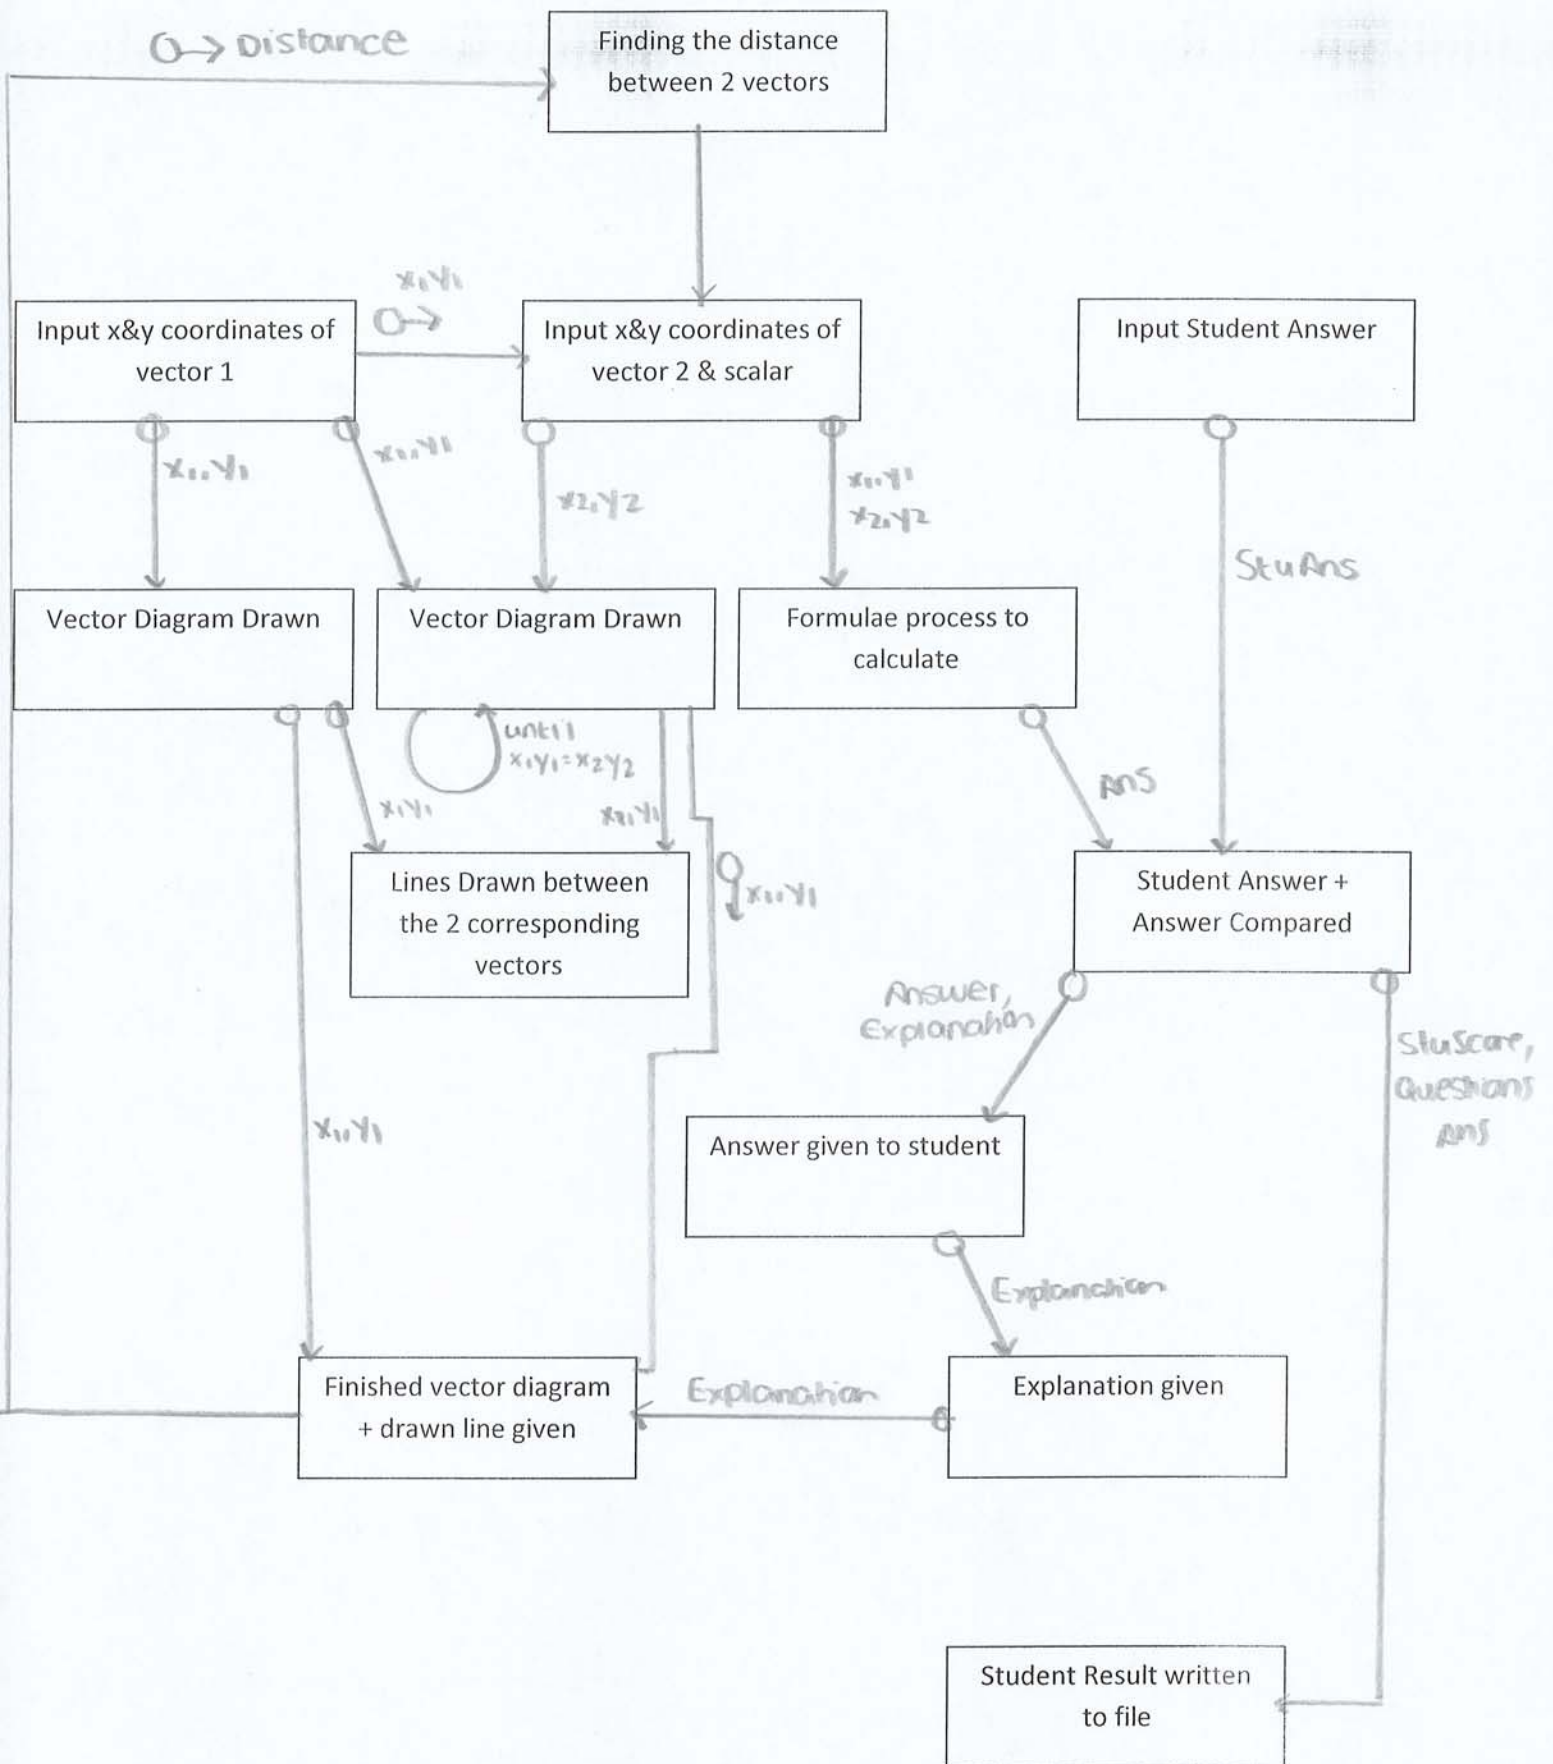 Distance
Finding the distance
between 2 vectors
x1y1
Input x&y coordinates of
vector 1
Input x&y coordinates of
vector 2 & scalar
Input Student Answer
x1,y1
x1,y1
x2,y2
x1,y1
x2,y2
StuAns
Vector Diagram Drawn
Vector Diagram Drawn
Formulae process to
calculate
until
x1y1=x2y2
x1y1
Ans
Lines Drawn between
the 2 corresponding
vectors
x1,y1
Student Answer +
Answer Compared
Answer,
Explanation
StuScore,
Questions
Ans
x1,y1
Answer given to student
Explanation
Finished vector diagram
+ drawn line given
Explanation
Explanation given
Student Result written
to file